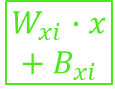 W_{xi} · x
+ B_{xi}